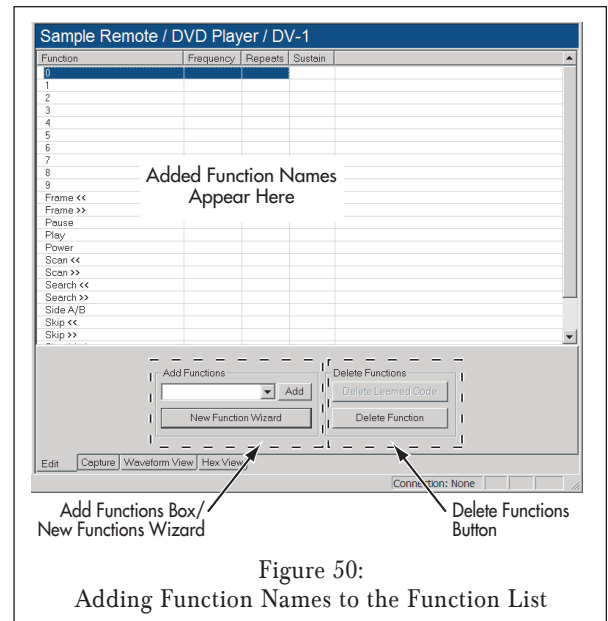 Sample Remote / DVD Player / DV-1
Function Frequency Repeats Sustain
0
1
2
3
4
5
6
7
8
9
Added Function Names
Appear Here
Frame <<
Frame >>
Pause
Play
Power
Scan <<
Scan >>
Search <<
Search >>
Side A/B
Skip <<
Skip >>
Add Functions
Add
New Function Wizard
Delete Functions
Delete Learned Code
Delete Function
Edit Capture Waveform View Hex View
Connection: None
Add Functions Box/
New Functions Wizard
Delete Functions
Button
Figure 50:
Adding Function Names to the Function List